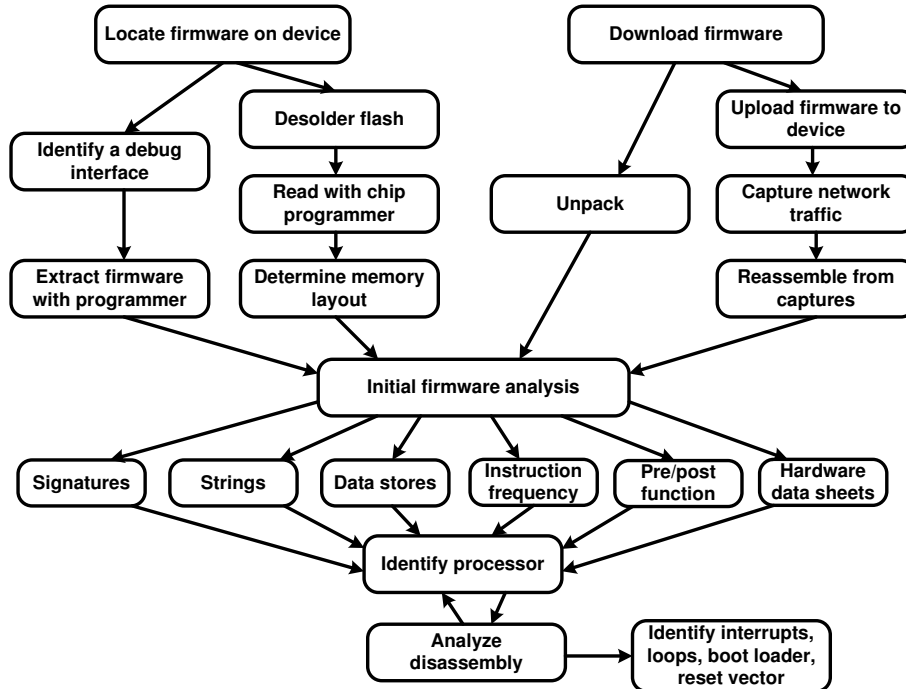 Locate firmware on device
Download firmware
Desolder flash
Upload firmware to
device
Identify a debug
interface
Read with chip
programmer
Unpack
Capture network
traffic
Extract firmware
with programmer
Determine memory
layout
Reassemble from
captures
Initial firmware analysis
Signatures
Strings
Data stores
Instruction
frequency
Pre/post
function
Hardware
data sheets
Identify processor
Analyze
disassembly
Identify interrupts,
loops, boot loader,
reset vector